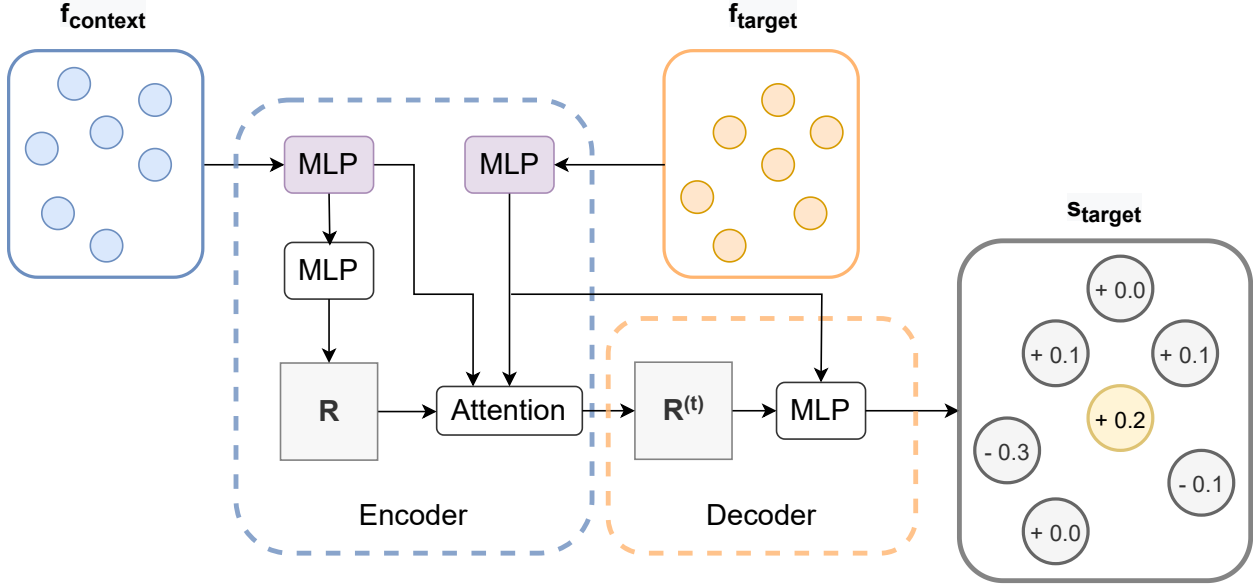 f_context
f_target
MLP
MLP
MLP
s_target
+ 0.0
+ 0.1
+ 0.1
R
Attention
R^(t)
MLP
+ 0.2
- 0.3
- 0.1
Encoder
Decoder
+ 0.0